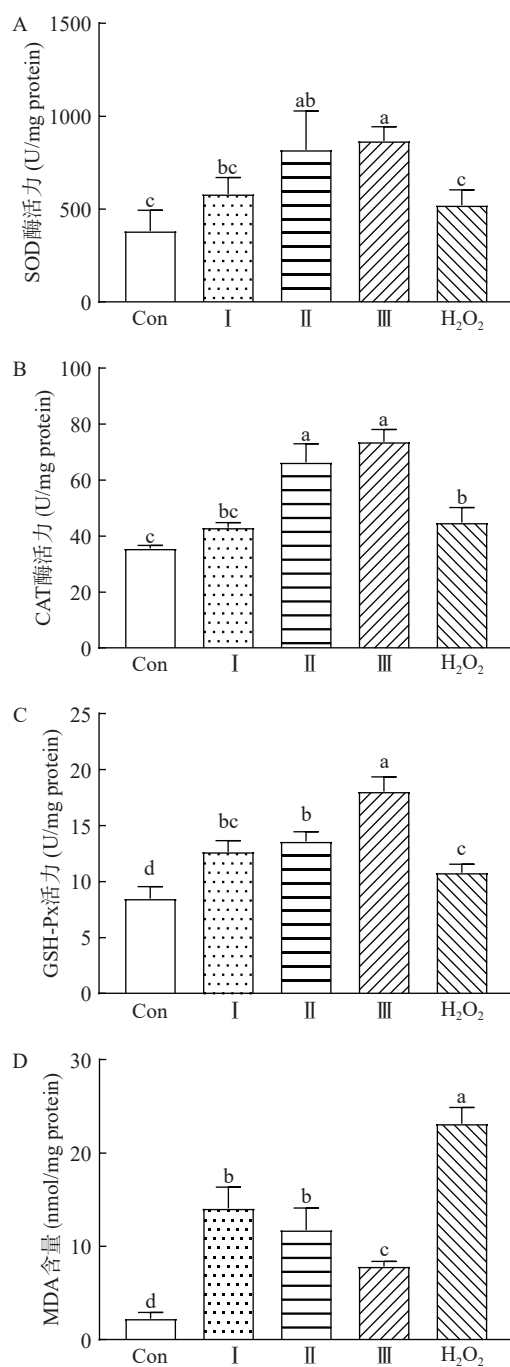 A
SOD酶活力 (U/mg protein)
1500
1000
500
0
c
bc
ab
a
c
Con
Ⅰ
Ⅱ
Ⅲ
H₂O₂
B
CAT酶活力 (U/mg protein)
100
80
60
40
20
0
c
bc
a
a
b
Con
Ⅰ
Ⅱ
Ⅲ
H₂O₂
C
GSH-Px活力 (U/mg protein)
25
20
15
10
5
0
d
bc
b
a
c
Con
Ⅰ
Ⅱ
Ⅲ
H₂O₂
D
MDA含量 (nmol/mg protein)
30
20
10
0
d
b
b
c
a
Con
Ⅰ
Ⅱ
Ⅲ
H₂O₂